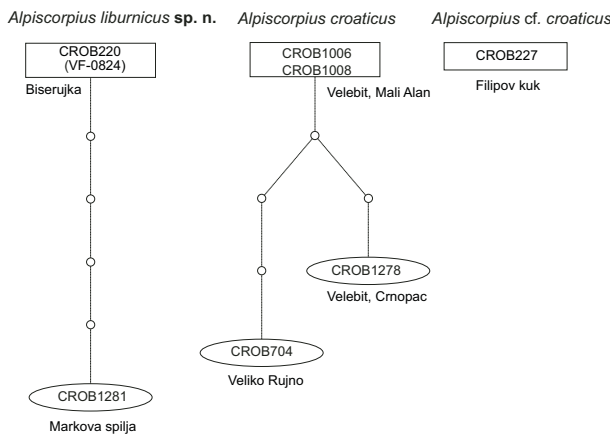 Alpiscorpius liburnicus sp. n.
CROB220
(VF-0824)
Biserujka
CROB1281
Markova spilja
Alpiscorpius croaticus
CROB1006
CROB1008
Velebit, Mali Alan
CROB1278
Velebit, Crnopac
CROB704
Veliko Rujno
Alpiscorpius cf. croaticus
CROB227
Filipov kuk